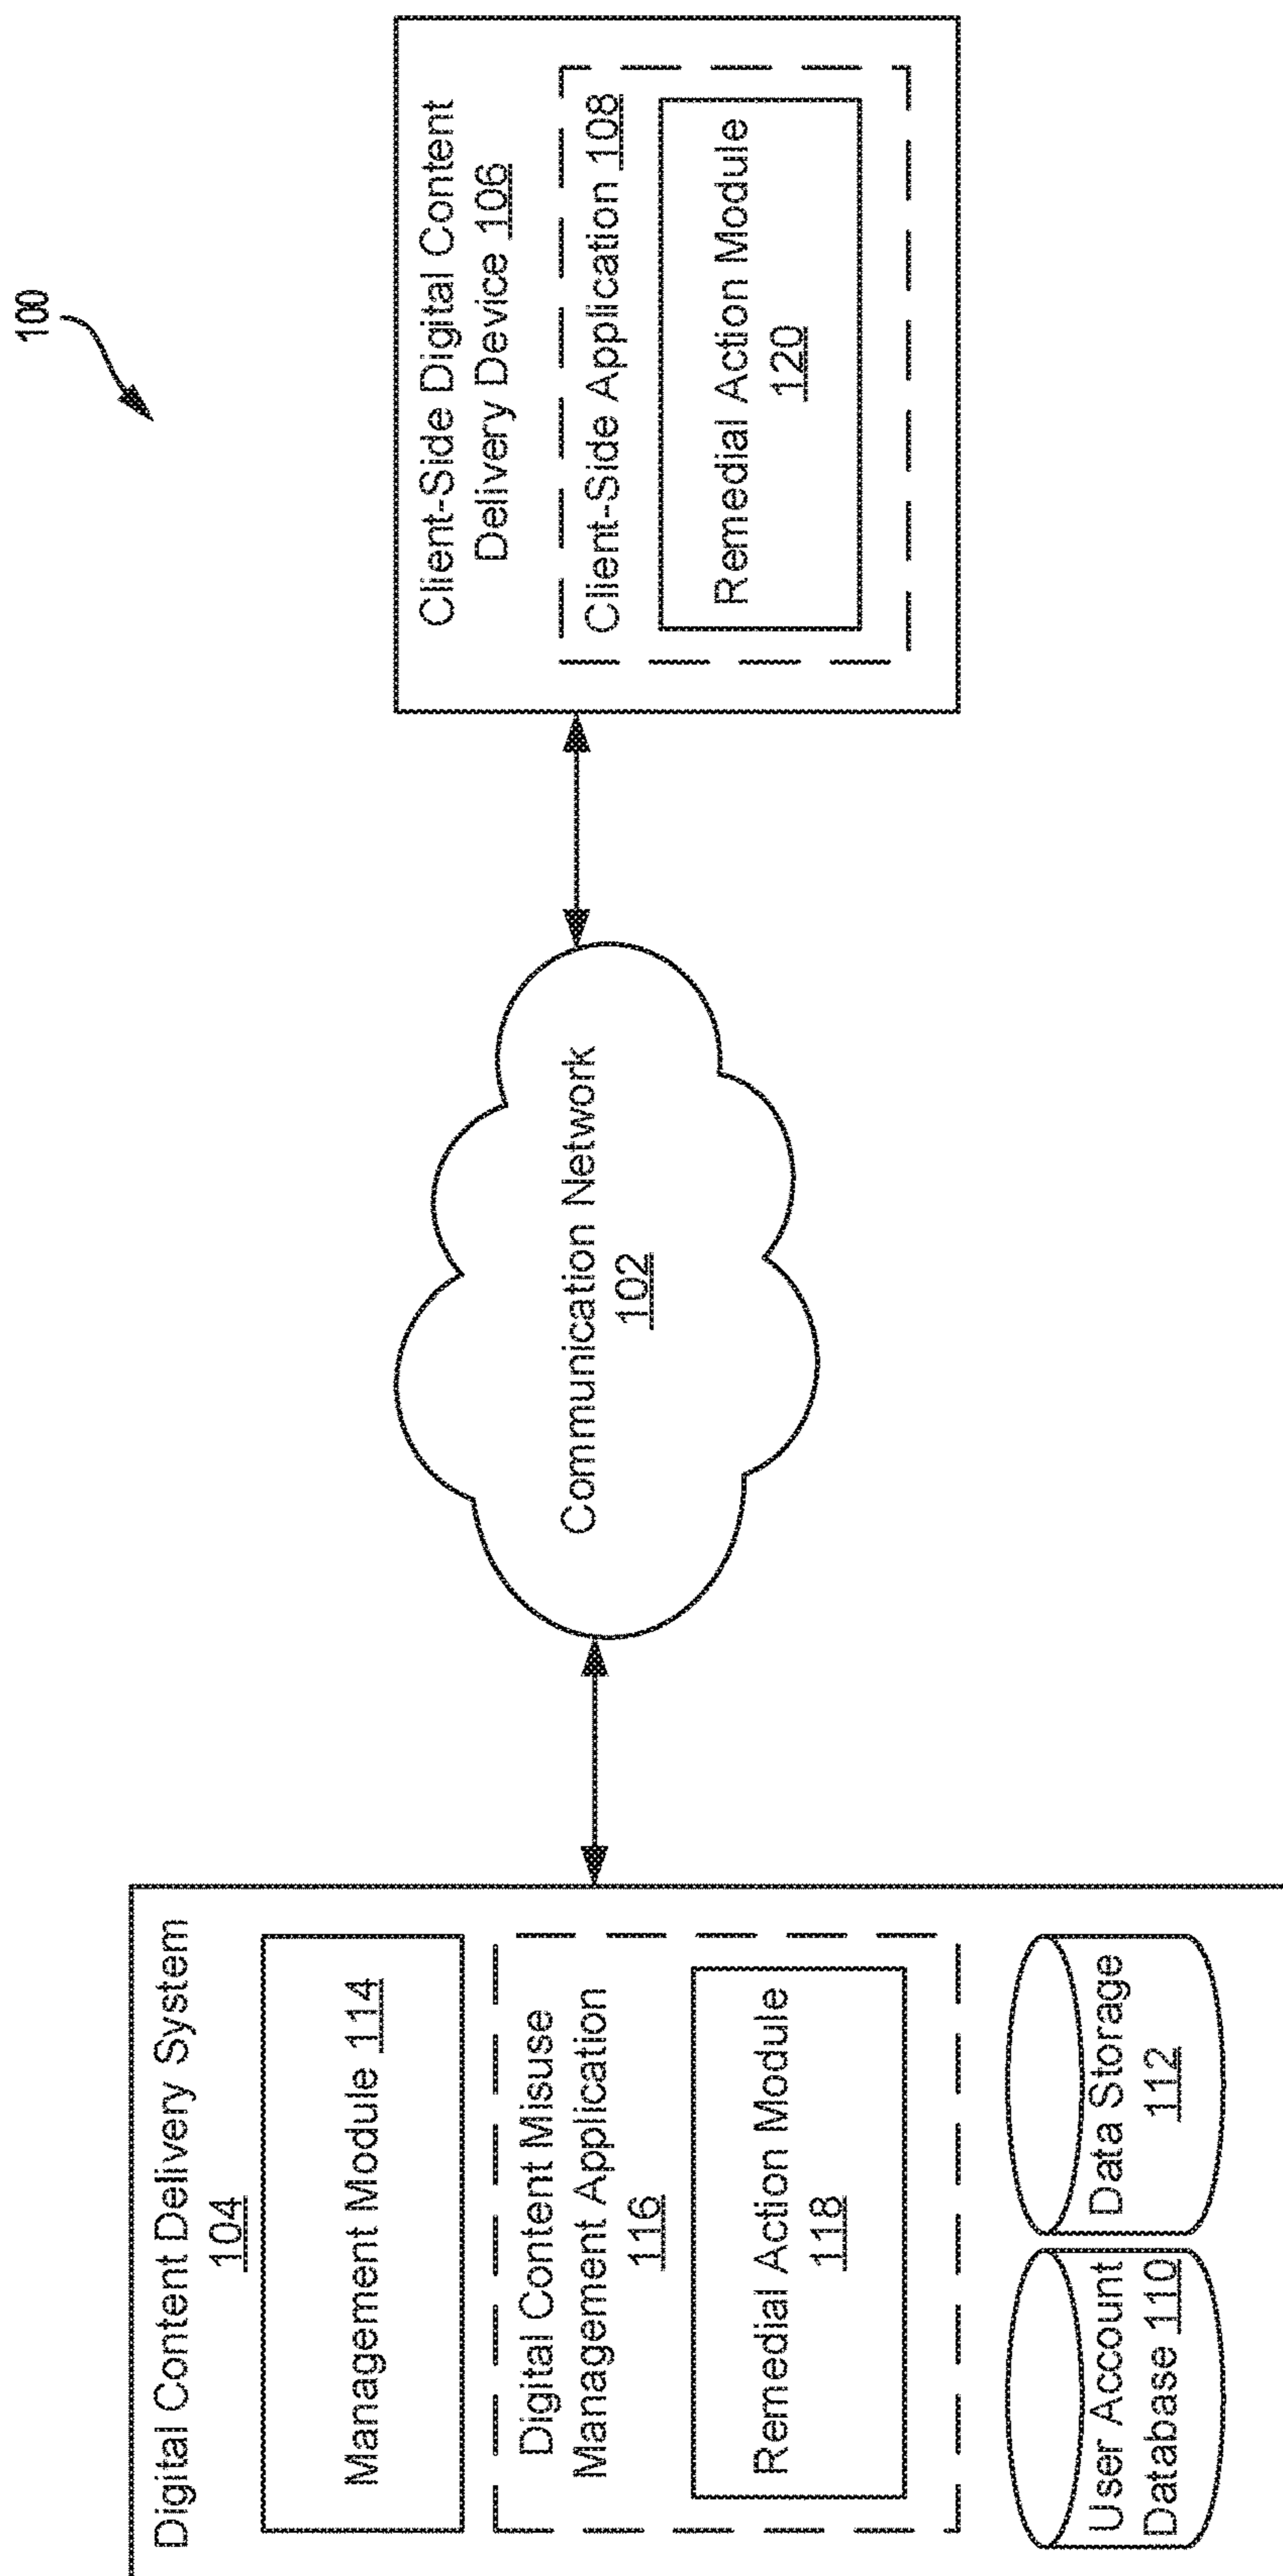 100
Digital Content Delivery System
104
Management Module 114
Digital Content Misuse
Management Application
116
Remedial Action Module
118
User Account
Database 110
Data Storage
112
Communication Network
102
Client-Side Digital Content
Delivery Device 106
Client-Side Application 108
Remedial Action Module
120